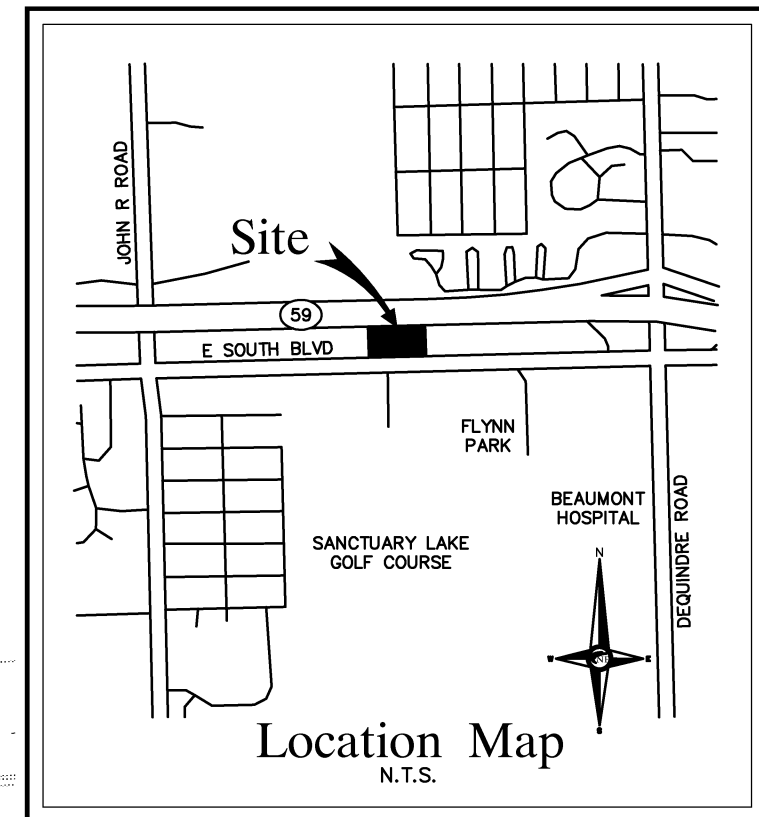 JOHN R ROAD
Site
59
E SOUTH BLVD
FLYNN
PARK
BEAUMONT
HOSPITAL
SANCTUARY LAKE
GOLF COURSE
DEQUINDRE ROAD
N
W
E
S
Location Map
N.T.S.